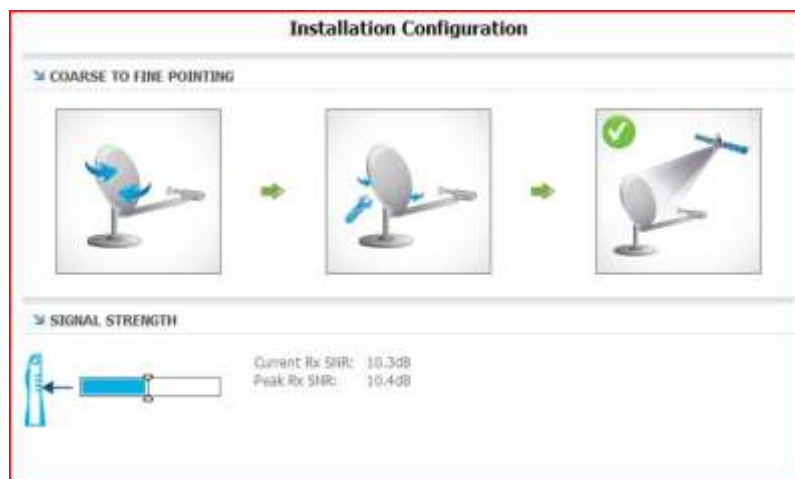 Installation Configuration
COARSE TO FINE POINTING
SIGNAL STRENGTH
Current Rx SNR: 10.3dB
Peak Rx SNR: 10.4dB